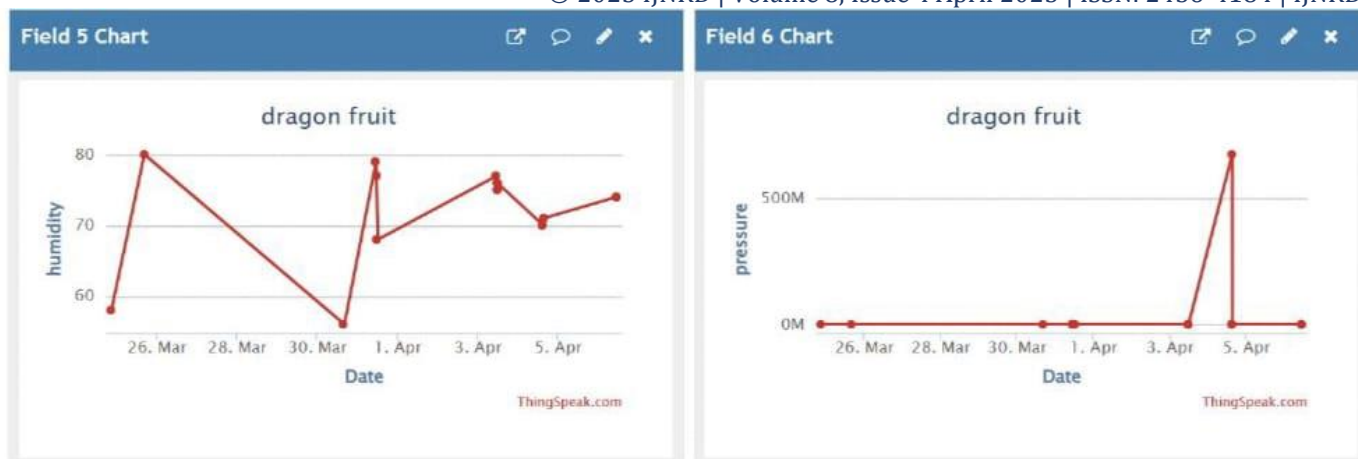 Field 5 Chart
dragon fruit
80
70
60
humidity
26. Mar 28. Mar 30. Mar 1. Apr 3. Apr 5. Apr
Date
ThingSpeak.com
Field 6 Chart
dragon fruit
500M
0M
pressure
26. Mar 28. Mar 30. Mar 1. Apr 3. Apr 5. Apr
Date
ThingSpeak.com